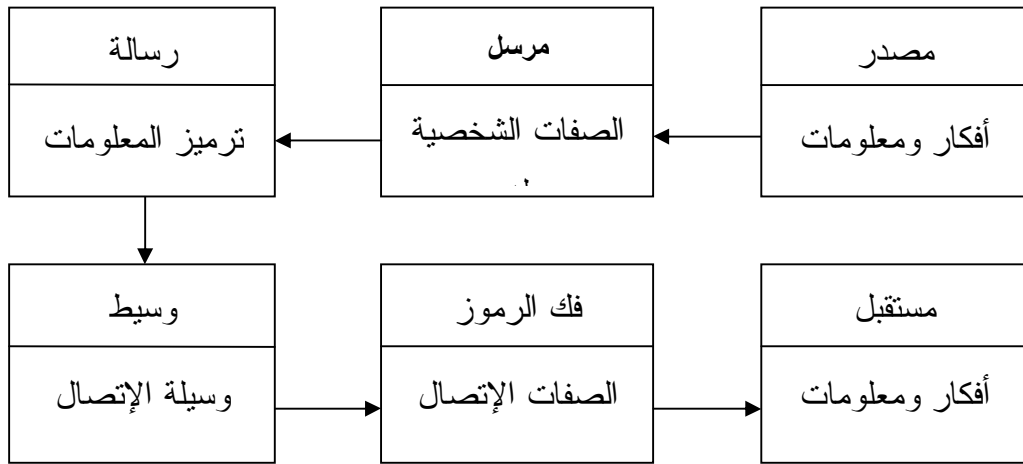 مصدر
أفكار ومعلومات
مرسل
الصفات الشخصية
رسالة
ترميز المعلومات
وسيط
وسيلة الإتصال
فك الرموز
الصفات الإتصال
مستقبل
أفكار ومعلومات